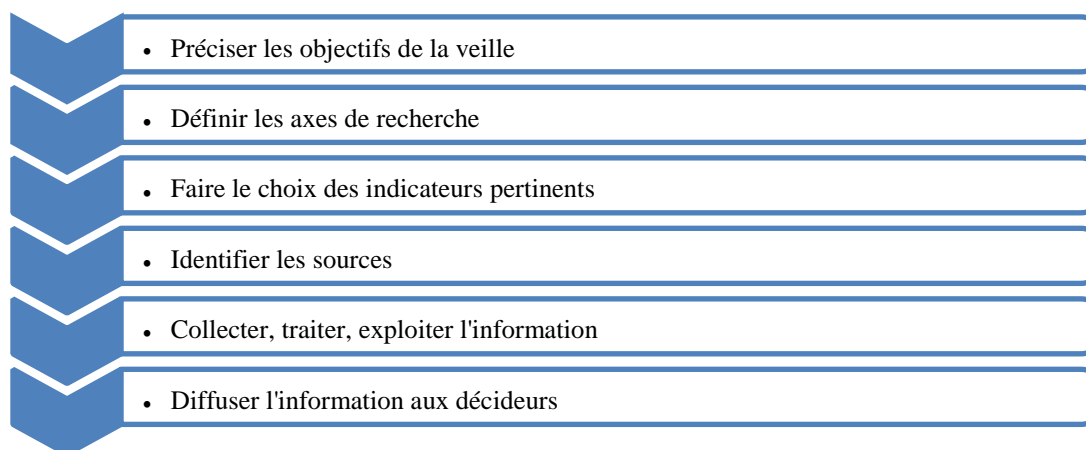 • Préciser les objectifs de la veille
• Définir les axes de recherche
• Faire le choix des indicateurs pertinents
• Identifier les sources
• Collecter, traiter, exploiter l'information
• Diffuser l'information aux décideurs